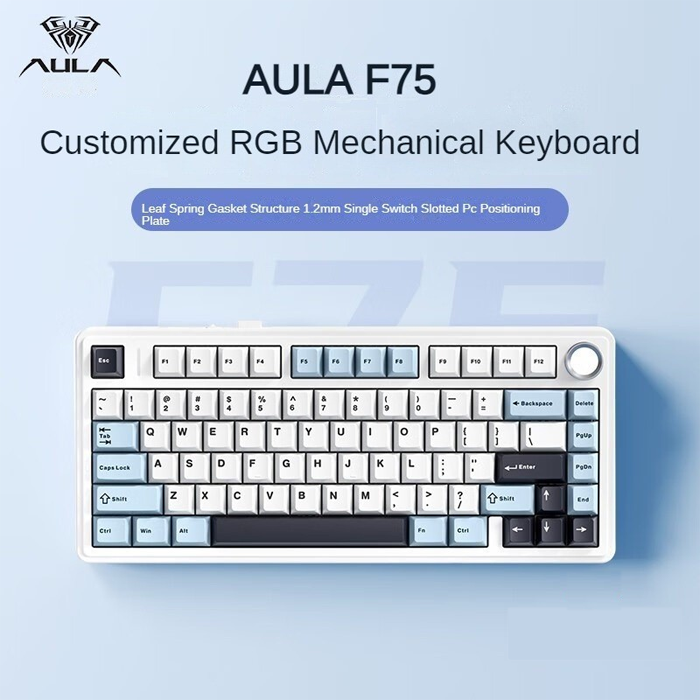 AULA
AULA F75
Customized RGB Mechanical Keyboard
Leaf Spring Gasket Structure 1.2mm Single Switch Slotted Pc Positioning
Plate
F75
Esc F1 F2 F3 F4 F5 F6 F7 F8 F9 F10 F11 F12
~ ! @ # $ % ^ & * ( ) — +
` 1 2 3 4 5 6 7 8 9 0 - = Backspace Delete
Tab Q W E R T Y U I O P { [ } ] | \ PgUp
Caps Lock A S D F G H J K L : ; " ' Enter PgDn
Shift Z X C V B N M < , > . ? / Shift ↑ End
Ctrl Win Alt Fn Ctrl ← ↓ →